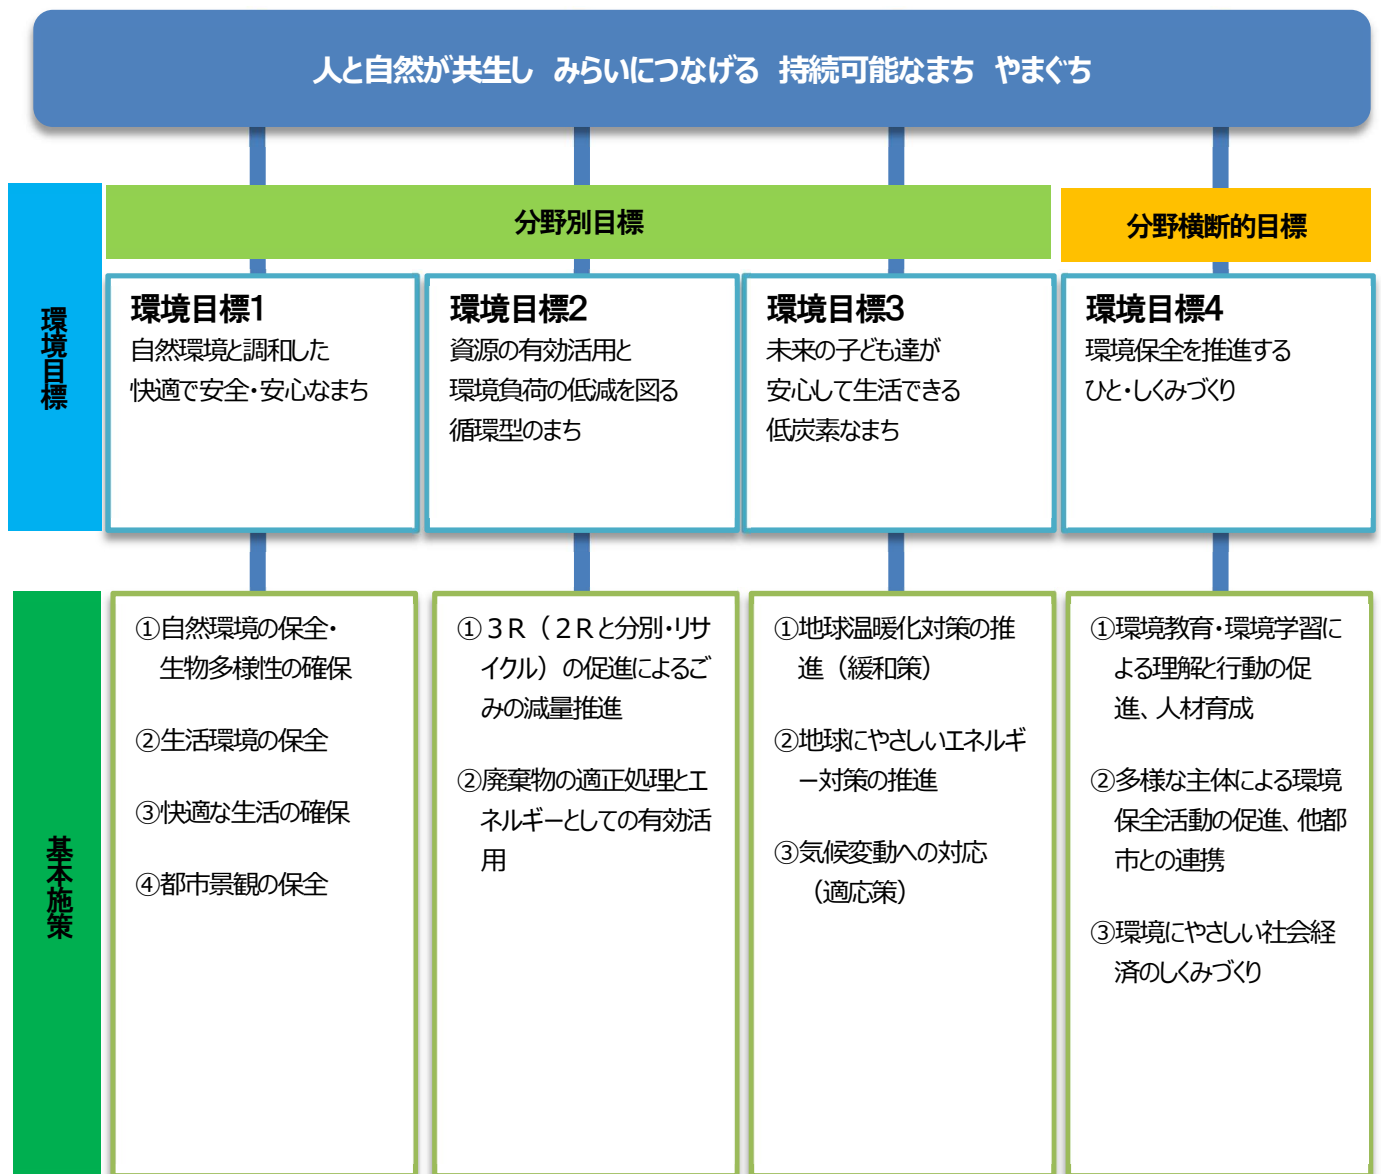 人と自然が共生し　みらいにつなげる　持続可能なまち　やまぐち
分野別目標
分野横断的目標
環境目標
環境目標1
自然環境と調和した
快適で安全・安心なまち
環境目標2
資源の有効活用と
環境負荷の低減を図る
循環型のまち
環境目標3
未来の子ども達が
安心して生活できる
低炭素なまち
環境目標4
環境保全を推進する
ひと・しくみづくり
基本施策
①自然環境の保全・
生物多様性の確保
②生活環境の保全
③快適な生活の確保
④都市景観の保全
①３Ｒ（２Ｒと分別・リサ
イクル）の促進によるご
みの減量推進
②廃棄物の適正処理とエ
ネルギーとしての有効活
用
①地球温暖化対策の推
進（緩和策）
②地球にやさしいエネルギ
ー対策の推進
③気候変動への対応
（適応策）
①環境教育・環境学習に
よる理解と行動の促
進、人材育成
②多様な主体による環境
保全活動の促進、他都
市との連携
③環境にやさしい社会経
済のしくみづくり